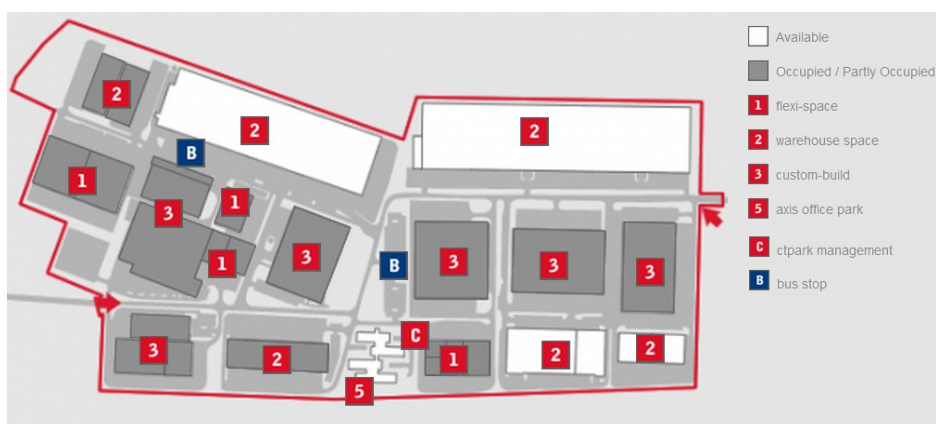 Available
Occupied / Partly Occupied
1 flexi-space
2 warehouse space
3 custom-build
5 axis office park
C ctpark management
B bus stop
2
2
2
B
1
3
1
3
1
B
3
3
3
3
2
C
1
2
2
5